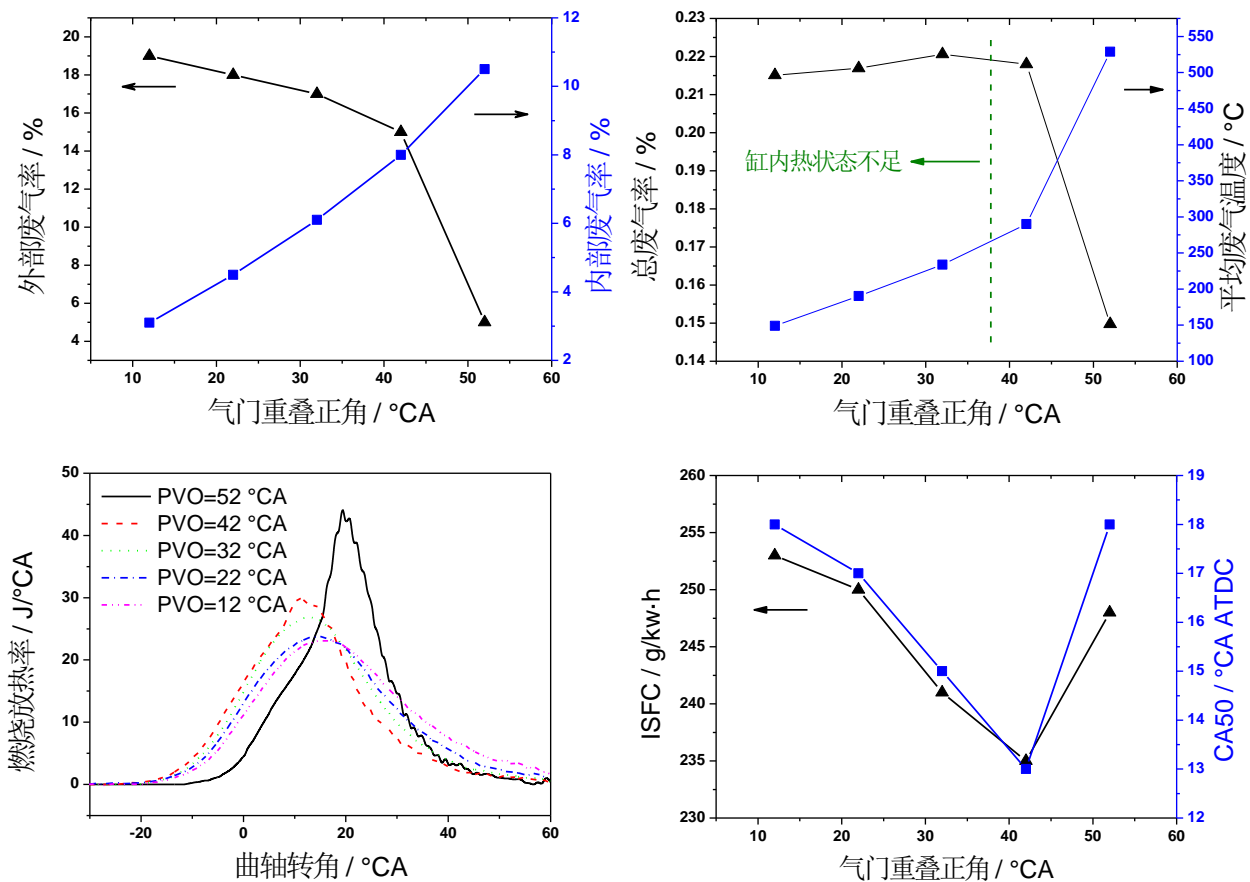 外部废气率 / %
20
18
16
14
12
10
8
6
4
12
10
8
6
4
2
内部废气率 / %
10 20 30 40 50 60
气门重叠正角 / °CA
总废气率 / %
0.23
0.22
0.21
0.20
0.19
0.18
0.17
0.16
0.15
0.14
缸内热状态不足
550
500
450
400
350
300
250
200
150
100
平均废气温度 / °C
10 20 30 40 50 60
气门重叠正角 / °CA
燃烧放热率 / J/°CA
50
40
30
20
10
0
PVO=52 °CA
PVO=42 °CA
PVO=32 °CA
PVO=22 °CA
PVO=12 °CA
-20 0 20 40 60
曲轴转角 / °CA
ISFC / g/kw·h
260
255
250
245
240
235
230
19
18
17
16
15
14
13
12
CA50 / °CA ATDC
10 20 30 40 50 60
气门重叠正角 / °CA